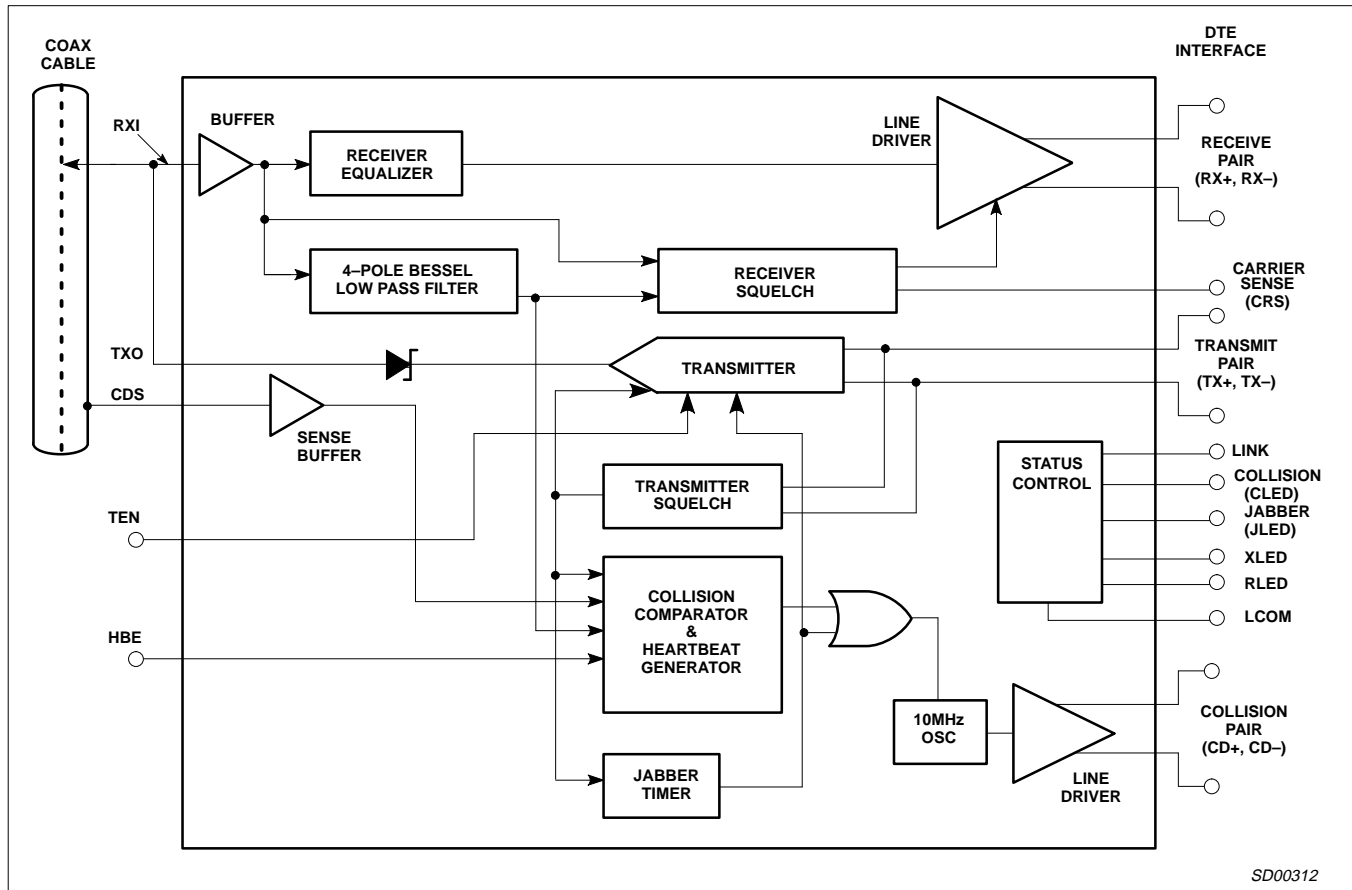 COAX
CABLE
DTE
INTERFACE
RXI
BUFFER
RECEIVER
EQUALIZER
LINE
DRIVER
RECEIVE
PAIR
(RX+, RX–)
4–POLE BESSEL
LOW PASS FILTER
RECEIVER
SQUELCH
CARRIER
SENSE
(CRS)
TXO
TRANSMITTER
TRANSMIT
PAIR
(TX+, TX–)
CDS
SENSE
BUFFER
TRANSMITTER
SQUELCH
STATUS
CONTROL
LINK
COLLISION
(CLED)
JABBER
(JLED)
XLED
RLED
LCOM
TEN
HBE
COLLISION
COMPARATOR
&
HEARTBEAT
GENERATOR
10MHz
OSC
LINE
DRIVER
COLLISION
PAIR
(CD+, CD–)
JABBER
TIMER
SD00312